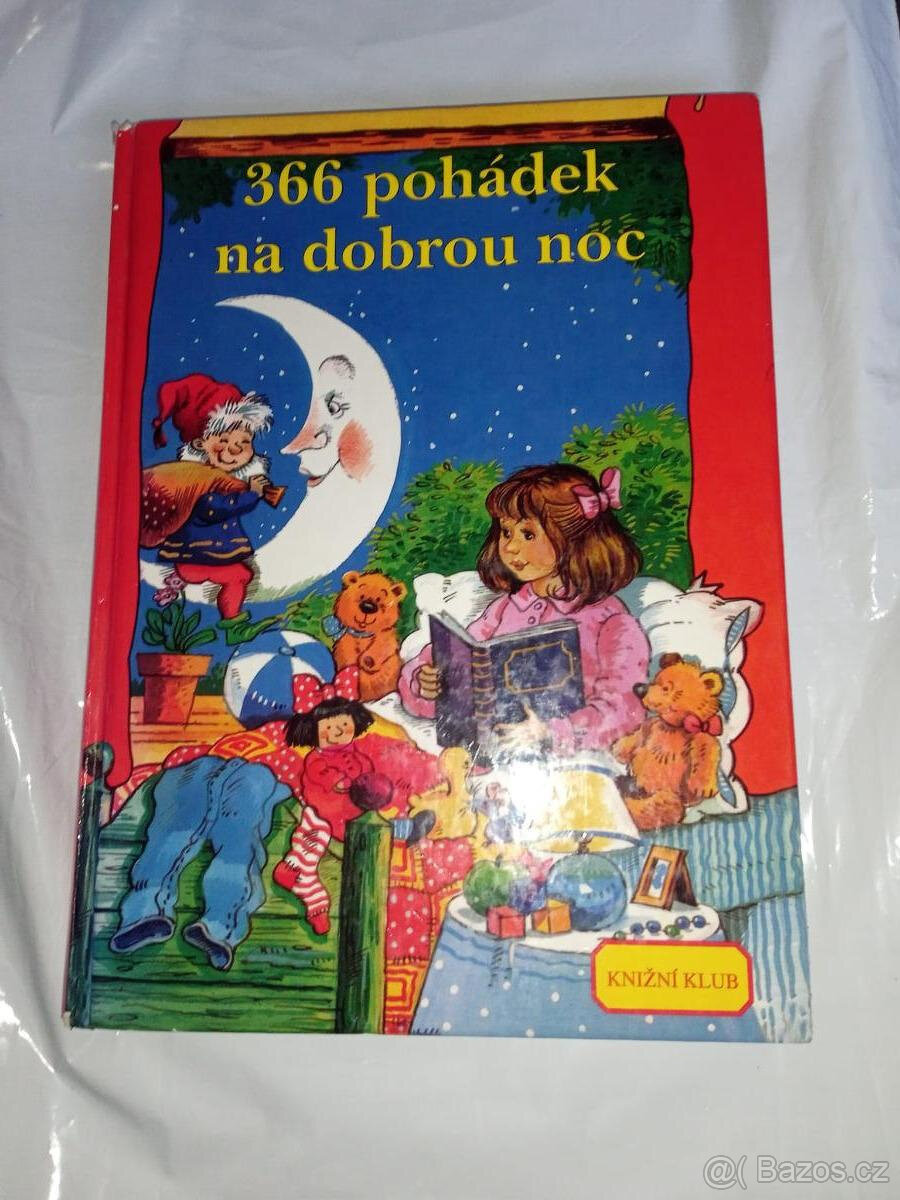 366 pohádek
na dobrou noc
KNIŽNÍ KLUB
@( Bazos.cz